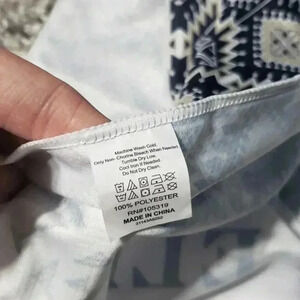 Machine Wash Cold.
Only Non-Chlorine Bleach When Needed.
Tumble Dry Low.
Cool Iron If Needed.
Do Not Dry Clean.
100% POLYESTER
RN#105319
MADE IN CHINA